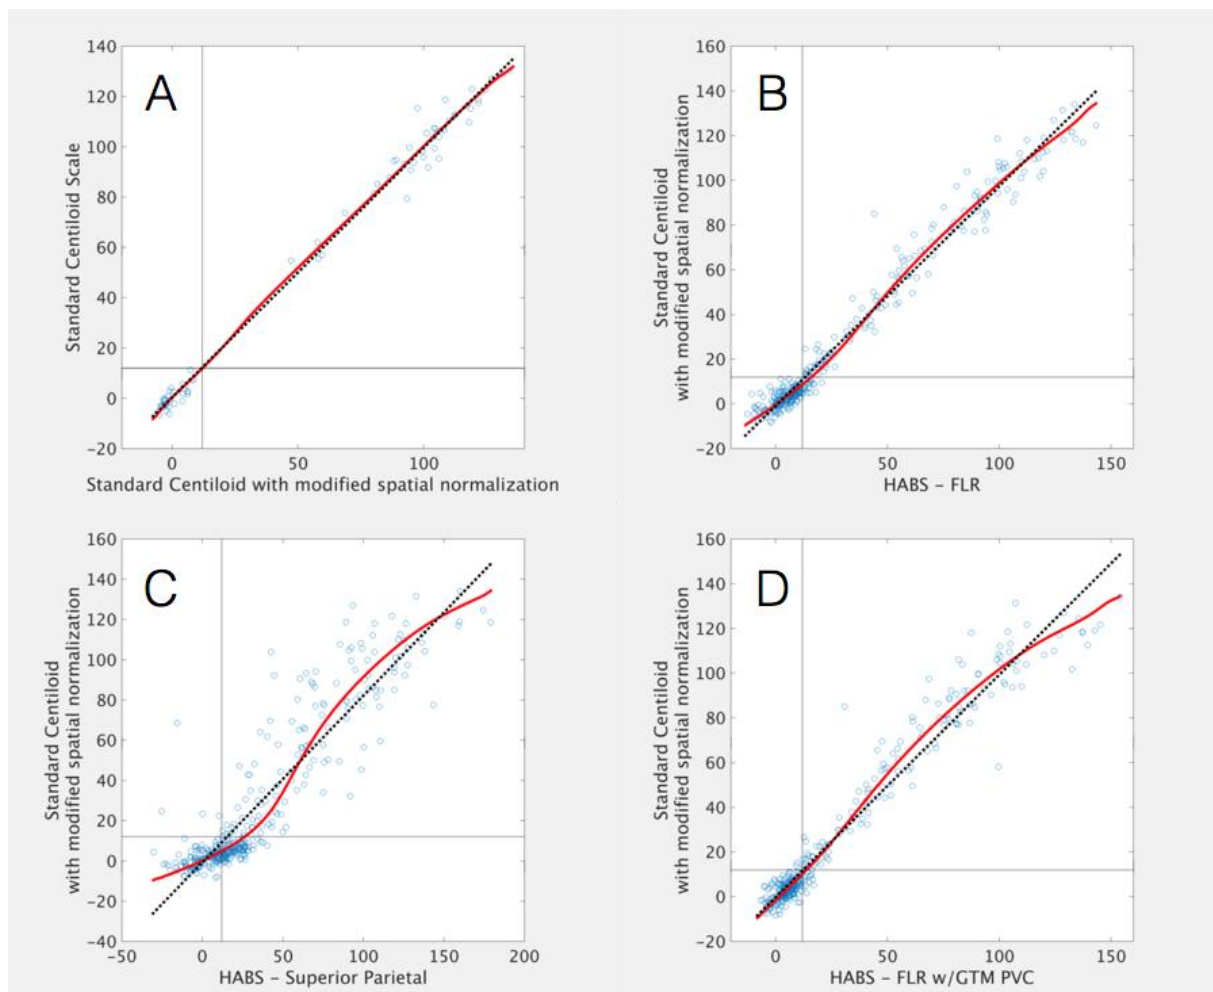 A
140
120
100
80
60
40
20
0
-20
Standard Centiloid Scale
0 50 100
Standard Centiloid with modified spatial normalization
B
160
140
120
100
80
60
40
20
0
-20
Standard Centiloid
with modified spatial normalization
0 50 100 150
HABS - FLR
C
160
140
120
100
80
60
40
20
0
-20
-40
Standard Centiloid
with modified spatial normalization
-50 0 50 100 150 200
HABS - Superior Parietal
D
160
140
120
100
80
60
40
20
0
-20
Standard Centiloid
with modified spatial normalization
0 50 100 150
HABS - FLR w/GTM PVC